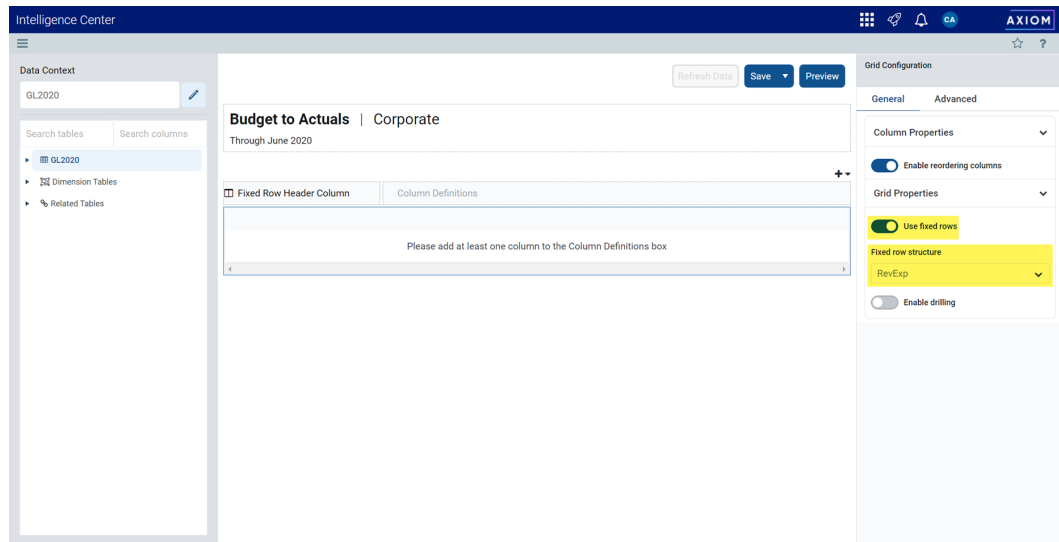 Intelligence Center
CA
AXIOM
?
Data Context
GL2020
Search tables
Search columns
GL2020
Dimension Tables
Related Tables
Refresh Data
Save
Preview
Budget to Actuals | Corporate
Through June 2020
Fixed Row Header Column
Column Definitions
Please add at least one column to the Column Definitions box
Grid Configuration
General
Advanced
Column Properties
Enable reordering columns
Grid Properties
Use fixed rows
Fixed row structure
RevExp
Enable drilling